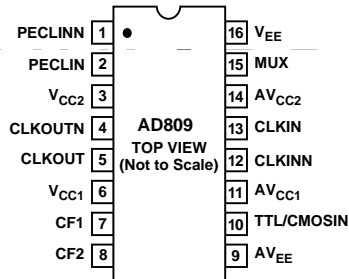 PECLINN 1 16 VEE
PECLIN 2 15 MUX
VCC2 3 14 AVCC2
CLKOUTN 4 AD809 13 CLKIN
TOP VIEW
CLKOUT 5 (Not to Scale) 12 CLKINN
VCC1 6 11 AVCC1
CF1 7 10 TTL/CMOSIN
CF2 8 9 AVEE